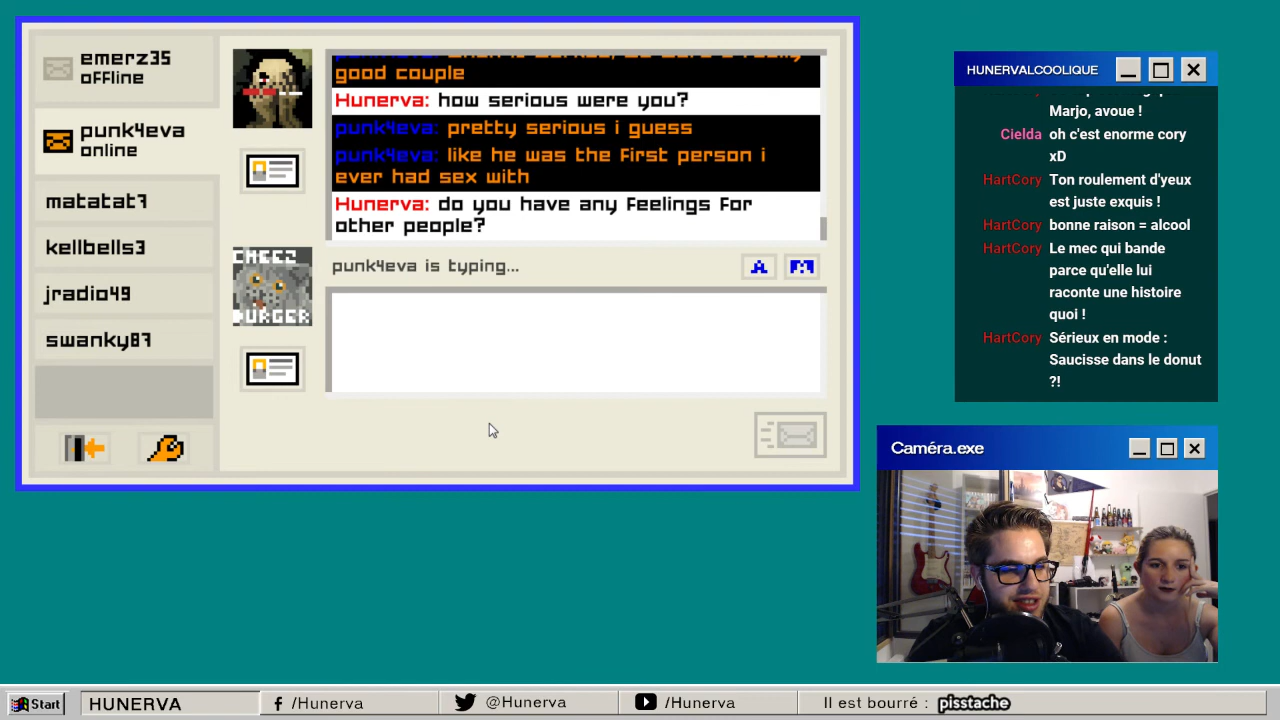 emerz35
offline
punk4eva
online
matatat7
kellbells3
jradio49
swanky87
good couple
Hunerva: how serious were you?
punk4eva: pretty serious i guess
punk4eva: like he was the first person i
ever had sex with
Hunerva: do you have any feelings for
other people?
punk4eva is typing...
CHEEZ
BURGER
HUNERVALCOOLIQUE
Marjo, avoue !
Cielda oh c'est enorme cory
xD
HartCory Ton roulement d'yeux
est juste exquis !
HartCory bonne raison = alcool
HartCory Le mec qui bande
parce qu'elle lui
raconte une histoire
quoi !
HartCory Sérieux en mode :
Saucisse dans le donut
?!
Caméra.exe
Start
HUNERVA
/Hunerva
@Hunerva
/Hunerva
Il est bourré : pisstache